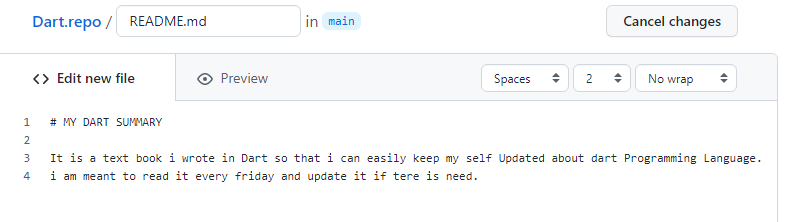 Dart.repo / README.md in main Cancel changes
<> Edit new file Preview Spaces 2 No wrap
1 # MY DART SUMMARY
2
3 It is a text book i wrote in Dart so that i can easily keep my self Updated about dart Programming Language.
4 i am meant to read it every friday and update it if tere is need.